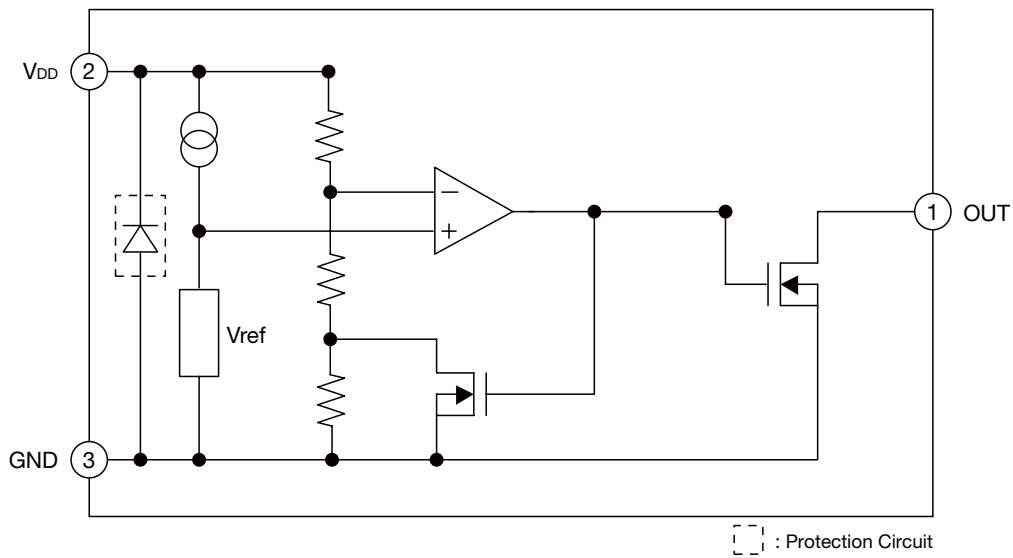 VDD 2
−
+
1 OUT
Vref
GND 3
: Protection Circuit